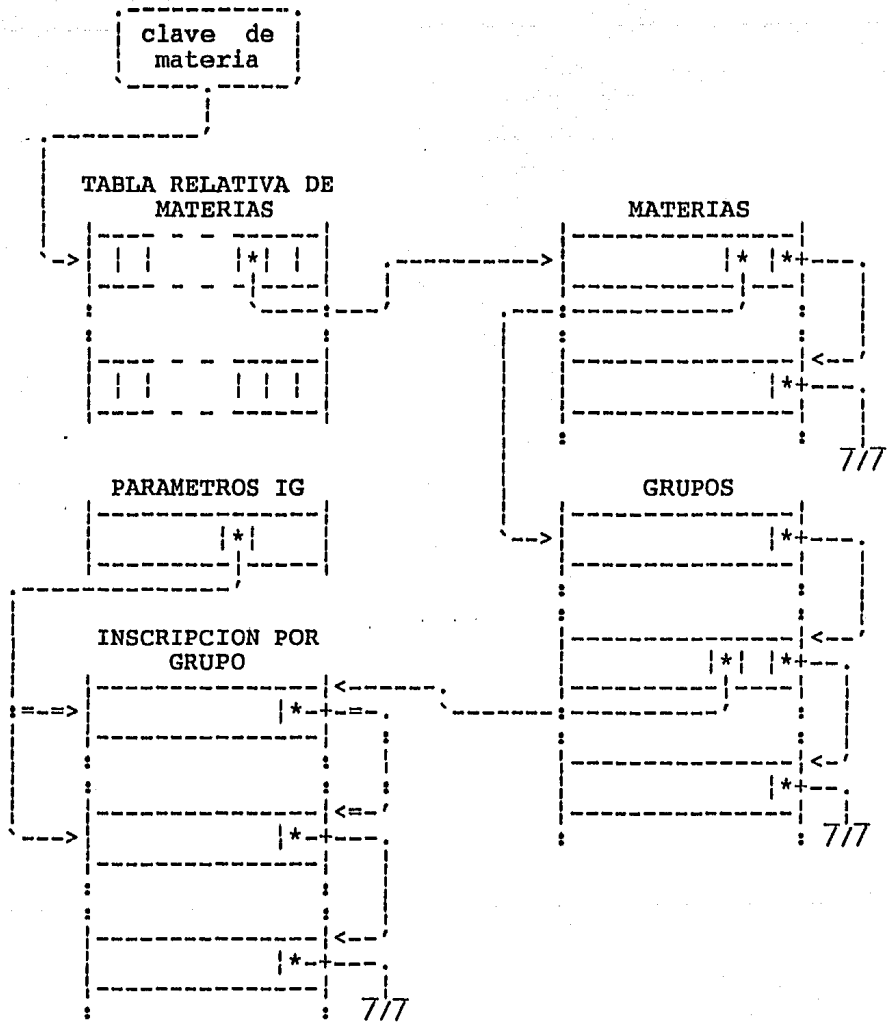 clave de
materia
TABLA RELATIVA DE
MATERIAS
MATERIAS
PARAMETROS IG
GRUPOS
INSCRIPCION POR
GRUPO